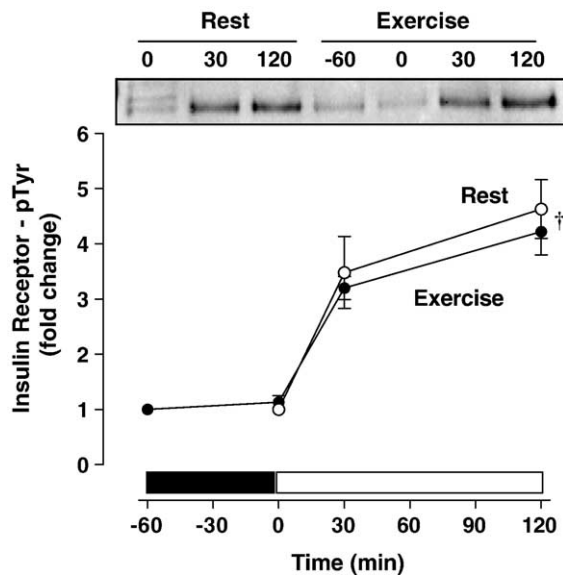 Rest Exercise
0 30 120 -60 0 30 120
6
5
4
3
2
1
0
Insulin Receptor - pTyr
(fold change)
Rest
†
Exercise
-60 -30 0 30 60 90 120
Time (min)